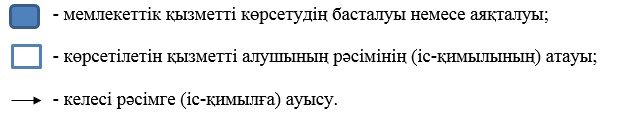 - мемлекеттік қызметті көрсетудің басталуы немесе аяқталуы;
- көрсетілетін қызметті алушының рәсімінің (іс-қимылының) атауы;
- келесі рәсімге (іс-қимылға) ауысу.